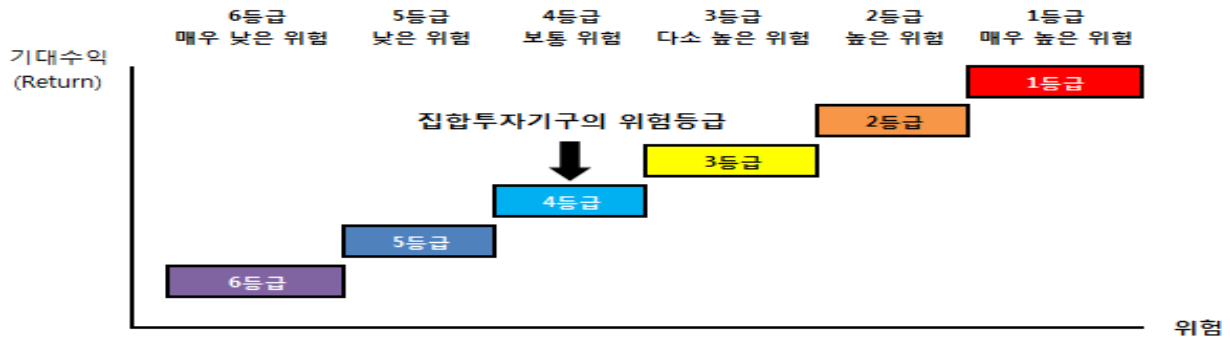 6등급 5등급 4등급 3등급 2등급 1등급
매우 낮은 위험 낮은 위험 보통 위험 다소 높은 위험 높은 위험 매우 높은 위험
기대수익
(Return)
1등급
집합투자기구의 위험등급
2등급
3등급
4등급
5등급
6등급
위험